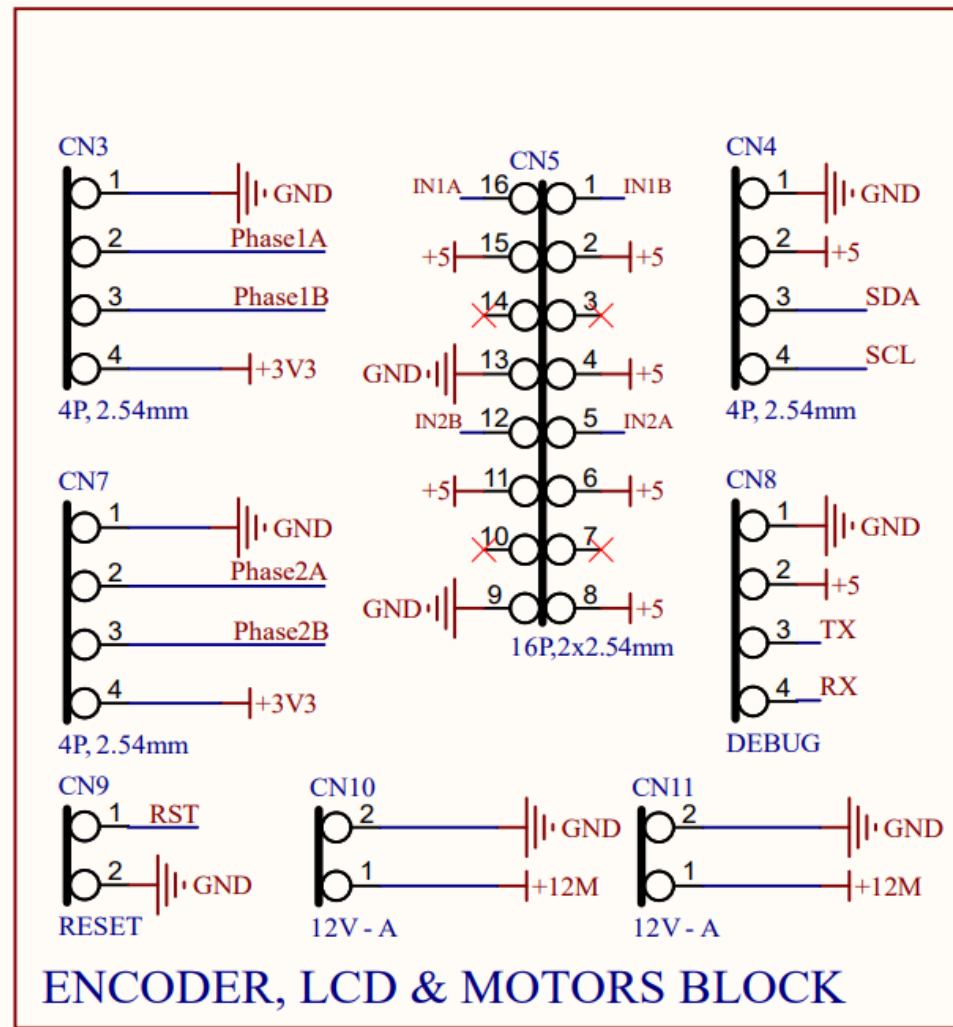 CN3
1 GND
2 Phase1A
3 Phase1B
4 +3V3
4P, 2.54mm
CN5
IN1A 16 1 IN1B
+5 15 2 +5
14 3
GND 13 4 +5
IN2B 12 5 IN2A
+5 11 6 +5
10 7
GND 9 8 +5
16P,2x2.54mm
CN4
1 GND
2 +5
3 SDA
4 SCL
4P, 2.54mm
CN7
1 GND
2 Phase2A
3 Phase2B
4 +3V3
4P, 2.54mm
CN8
1 GND
2 +5
3 TX
4 RX
DEBUG
CN9
1 RST
2 GND
RESET
CN10
2 GND
1 +12M
12V - A
CN11
2 GND
1 +12M
12V - A
ENCODER, LCD & MOTORS BLOCK